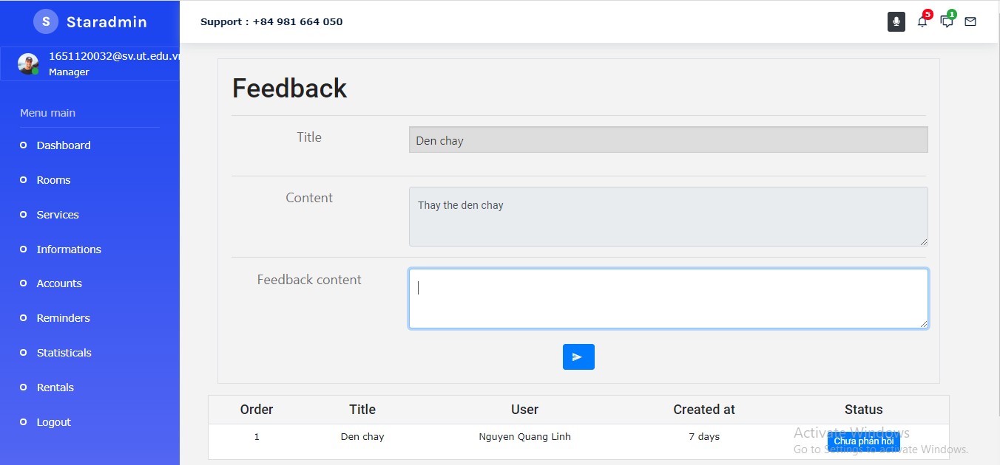 S Staradmin
Support : +84 981 664 050
5
1
1651120032@sv.ut.edu.vn
Manager
Menu main
Dashboard
Rooms
Services
Informations
Accounts
Reminders
Statisticals
Rentals
Logout
Feedback
Title
Den chay
Content
Thay the den chay
Feedback content
Order Title User Created at Status
1 Den chay Nguyen Quang Linh 7 days Chưa phản hồi
Activate Windows
Go to Settings to activate Windows.